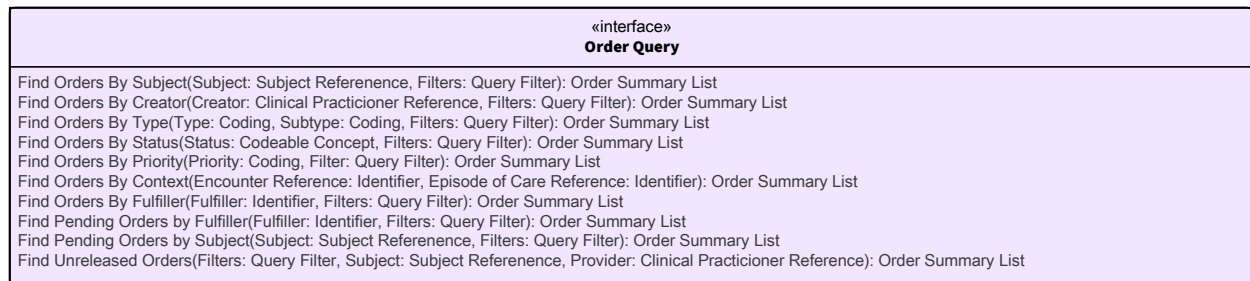 «interface»
Order Query
Find Orders By Subject(Subject: Subject Referenence, Filters: Query Filter): Order Summary List
Find Orders By Creator(Creator: Clinical Practicioner Reference, Filters: Query Filter): Order Summary List
Find Orders By Type(Type: Coding, Subtype: Coding, Filters: Query Filter): Order Summary List
Find Orders By Status(Status: Codeable Concept, Filters: Query Filter): Order Summary List
Find Orders By Priority(Priority: Coding, Filter: Query Filter): Order Summary List
Find Orders By Context(Encounter Reference: Identifier, Episode of Care Reference: Identifier): Order Summary List
Find Orders By Fulfiller(Fulfiller: Identifier, Filters: Query Filter): Order Summary List
Find Pending Orders by Fulfiller(Fulfiller: Identifier, Filters: Query Filter): Order Summary List
Find Pending Orders by Subject(Subject: Subject Referenence, Filters: Query Filter): Order Summary List
Find Unreleased Orders(Filters: Query Filter, Subject: Subject Referenence, Provider: Clinical Practicioner Reference): Order Summary List